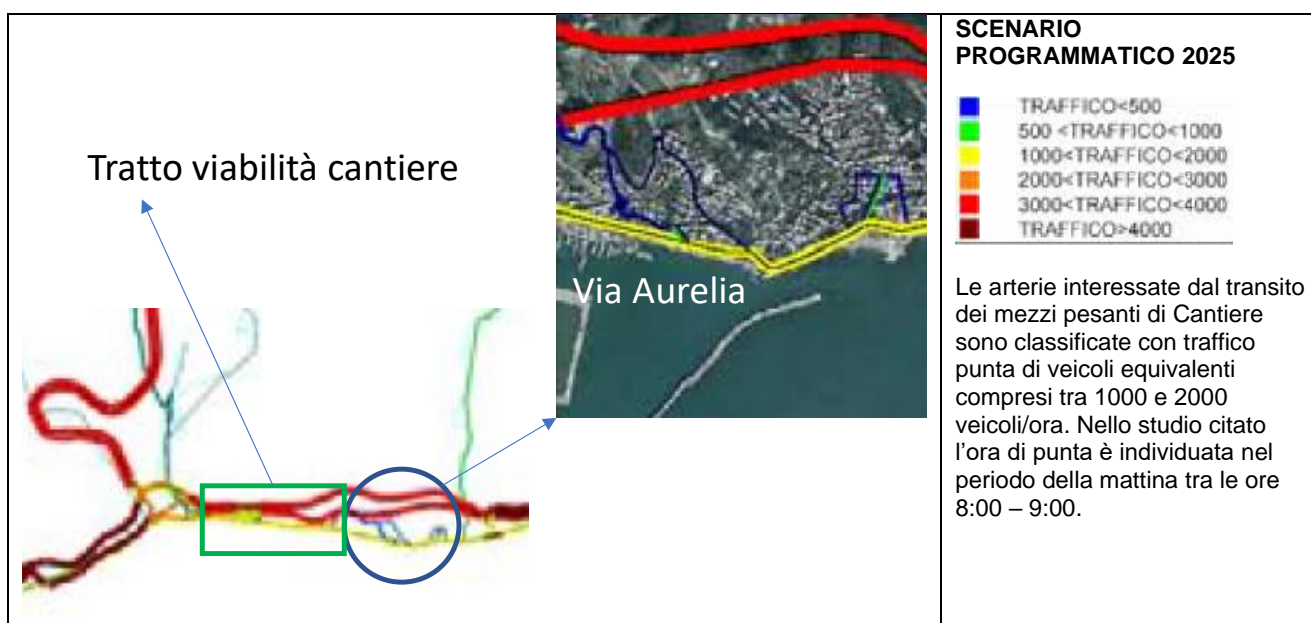 Tratto viabilità cantiere
Via Aurelia
SCENARIO
PROGRAMMATICO 2025
TRAFFICO<500
500 <TRAFFICO<1000
1000<TRAFFICO<2000
2000<TRAFFICO<3000
3000<TRAFFICO<4000
TRAFFICO>4000
Le arterie interessate dal transito
dei mezzi pesanti di Cantiere
sono classificate con traffico
punta di veicoli equivalenti
compresi tra 1000 e 2000
veicoli/ora. Nello studio citato
l’ora di punta è individuata nel
periodo della mattina tra le ore
8:00 – 9:00.